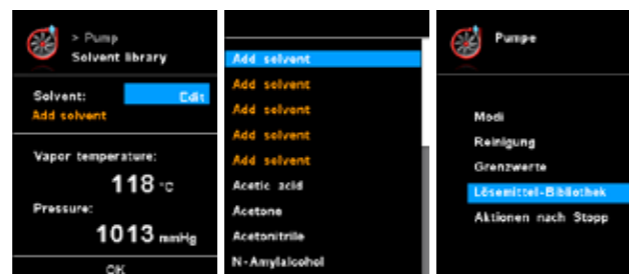 > Pump
Solvent library
Solvent: Edit
Add solvent
Vapor temperature:
118 °C
Pressure:
1013 mmHg
OK
Add solvent
Add solvent
Add solvent
Add solvent
Add solvent
Acetic acid
Acetone
Acetonitrile
N-Amylalcohol
Pumpe
Modi
Reinigung
Grenzwerte
Lösemittel-Bibliothek
Aktionen nach Stopp